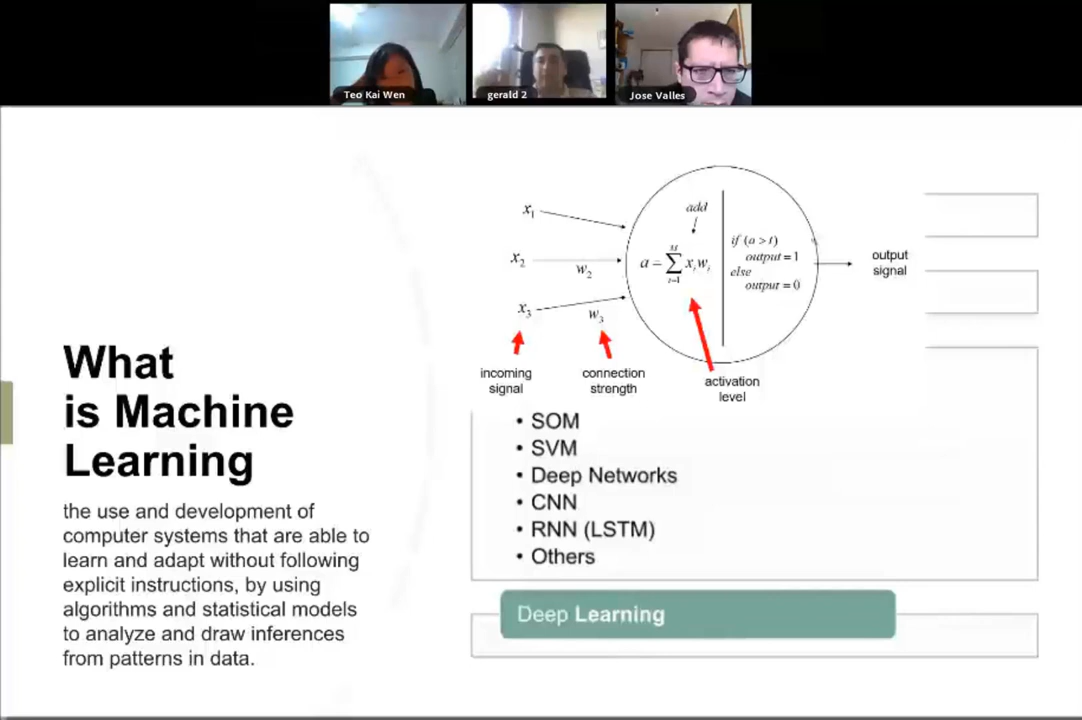 Teo Kai Wen
gerald 2
Jose Valles
What
is Machine
Learning
the use and development of
computer systems that are able to
learn and adapt without following
explicit instructions, by using
algorithms and statistical models
to analyze and draw inferences
from patterns in data.
x1
x2
w2
x3
w3
add
a = M∑i=1 xiwi
if (a > t)
output = 1
else
output = 0
output
signal
incoming
signal
connection
strength
activation
level
• SOM
• SVM
• Deep Networks
• CNN
• RNN (LSTM)
• Others
Deep Learning